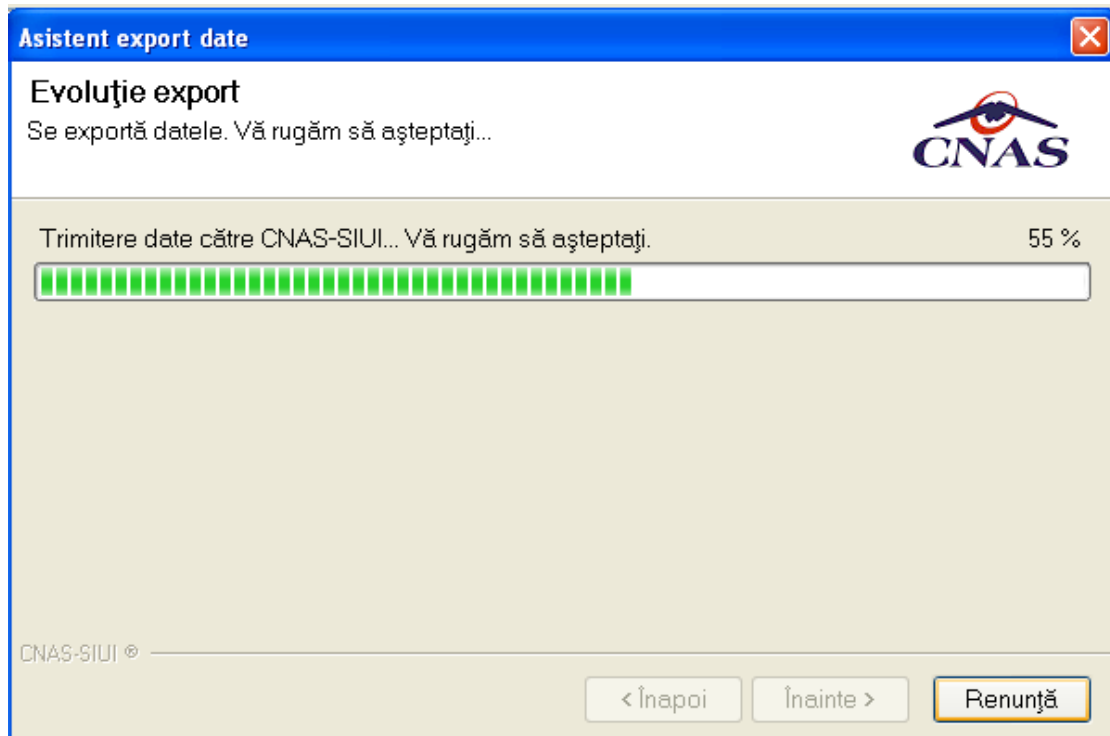 Asistent export date
Evoluţie export
Se exportă datele. Vă rugăm să aşteptaţi...
CNAS
Trimitere date către CNAS-SIUI... Vă rugăm să aşteptaţi.
55 %
CNAS-SIUI ®
< Înapoi
Înainte >
Renunţă